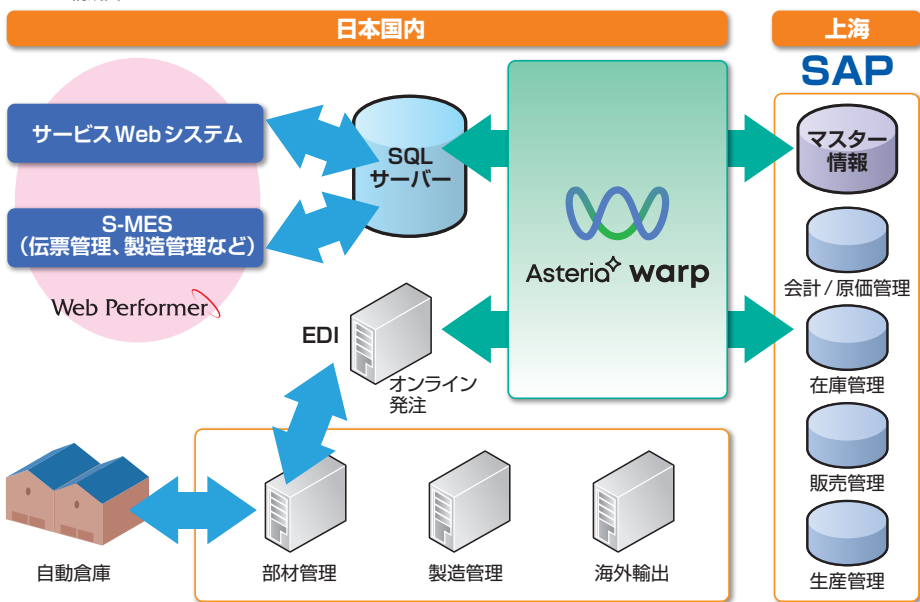 日本国内
上海
SAP
サービスWebシステム
SQL
サーバー
マスター
情報
S-MES
（伝票管理、製造管理など）
Asteria warp
Web Performer
会計/原価管理
EDI
オンライン
発注
在庫管理
販売管理
自動倉庫
部材管理
製造管理
海外輸出
生産管理